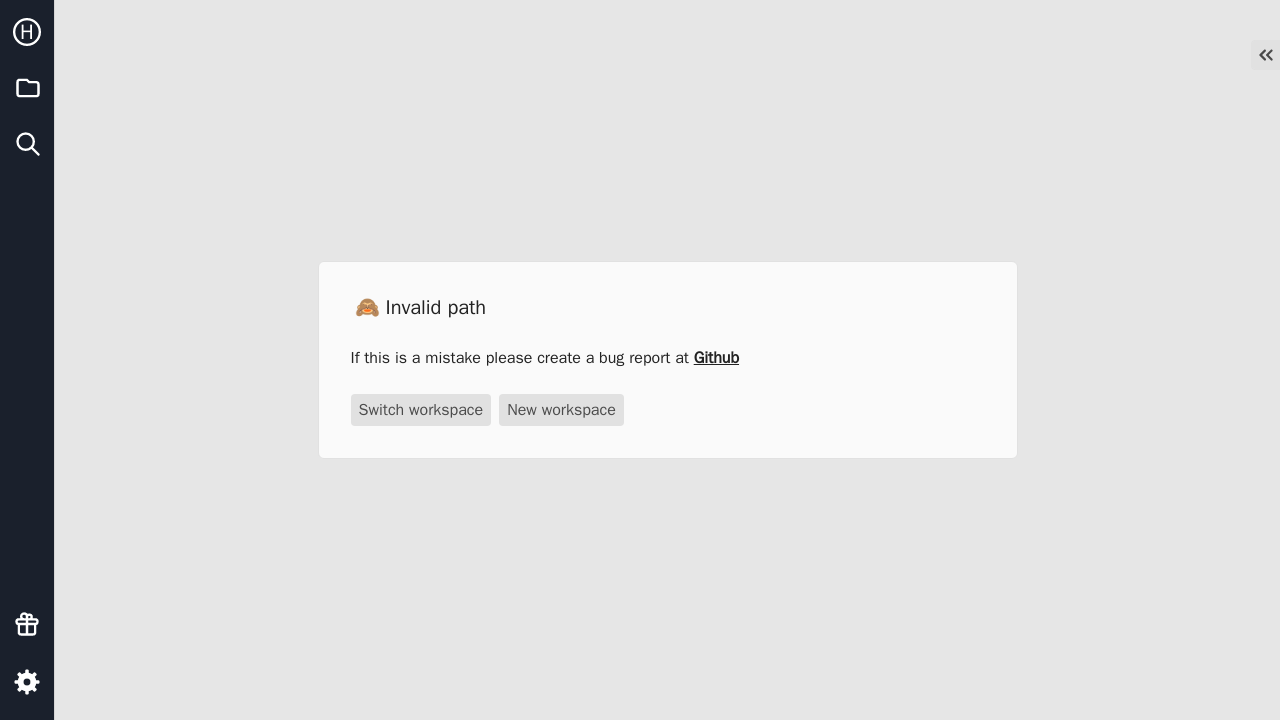 H
🙈 Invalid path
If this is a mistake please create a bug report at Github
Switch workspace
New workspace